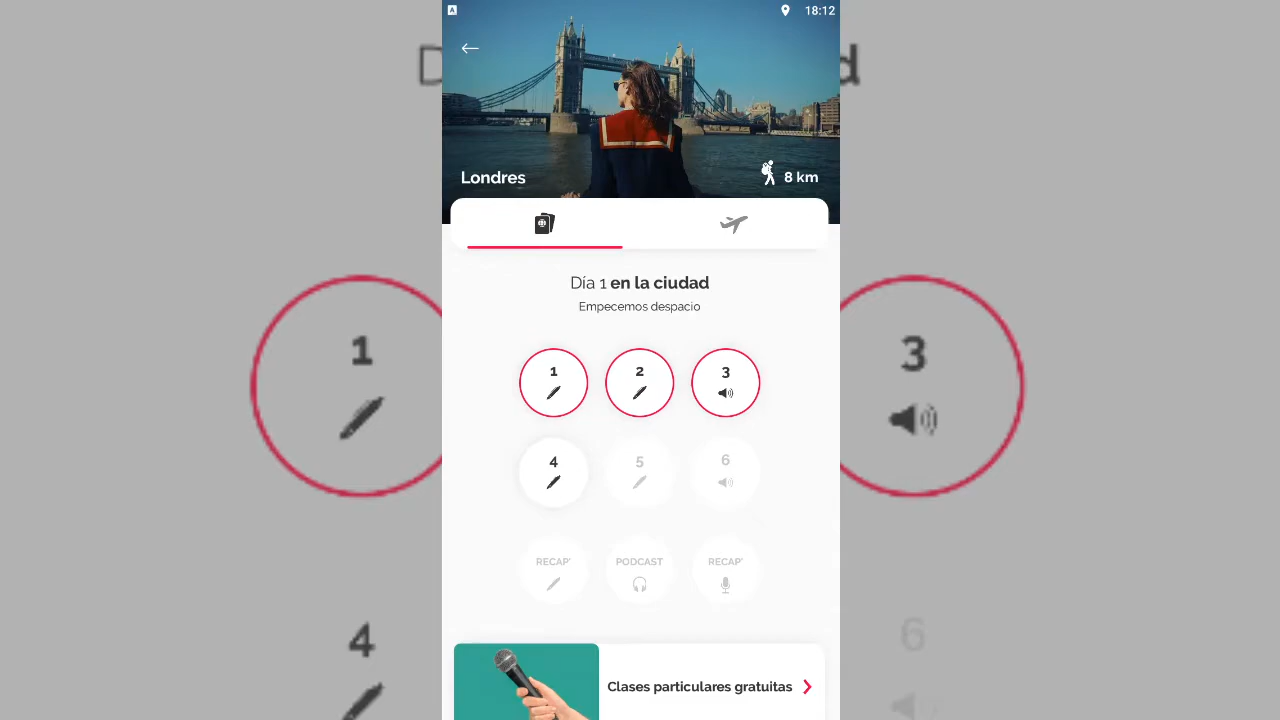 A
18:12
Londres
8 km
Día 1 en la ciudad
Empecemos despacio
1
2
3
4
5
6
RECAP'
PODCAST
RECAP'
Clases particulares gratuitas
D
d
1
3
4
6